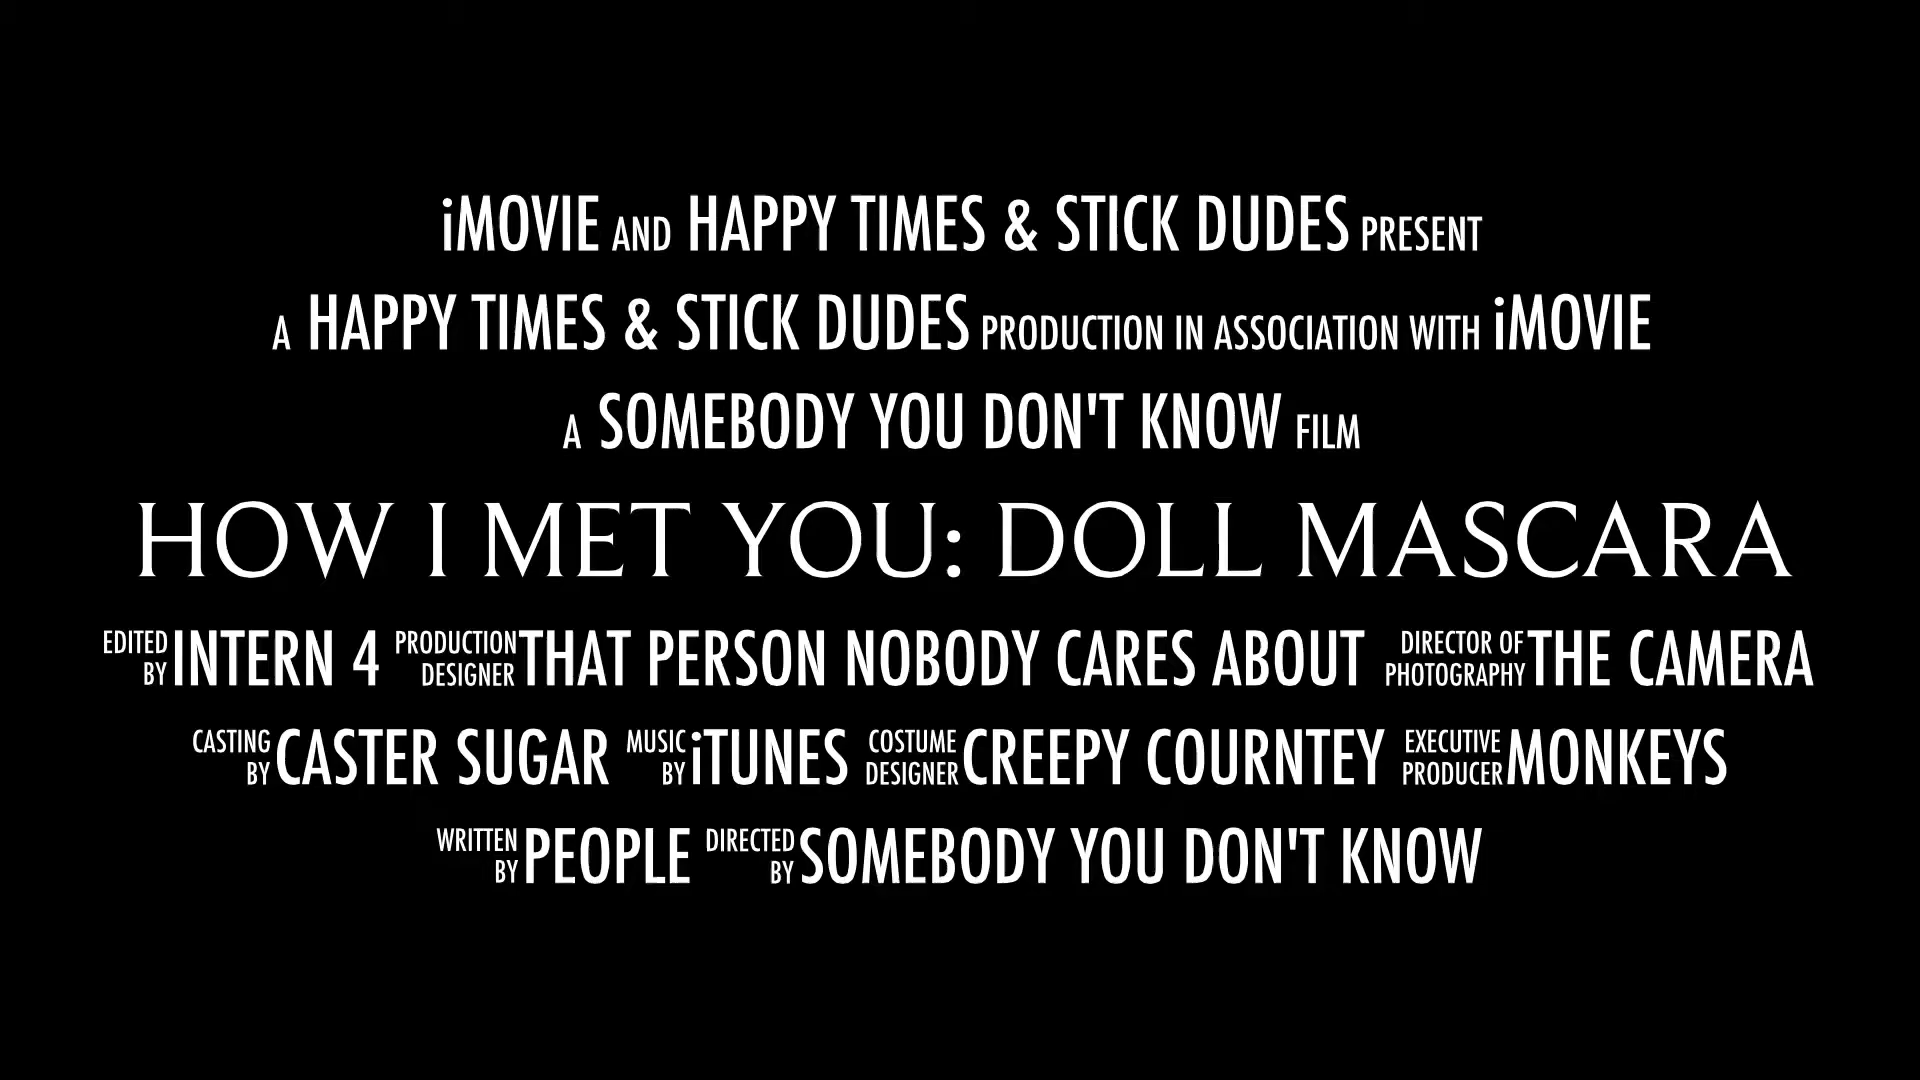 iMOVIE AND HAPPY TIMES & STICK DUDES PRESENT
A HAPPY TIMES & STICK DUDES PRODUCTION IN ASSOCIATION WITH iMOVIE
A SOMEBODY YOU DON'T KNOW FILM
HOW I MET YOU: DOLL MASCARA
EDITED BY INTERN 4 PRODUCTION DESIGNER THAT PERSON NOBODY CARES ABOUT DIRECTOR OF PHOTOGRAPHY THE CAMERA
CASTING BY CASTER SUGAR MUSIC BY iTUNES COSTUME DESIGNER CREEPY COURNTEY EXECUTIVE PRODUCER MONKEYS
WRITTEN BY PEOPLE DIRECTED BY SOMEBODY YOU DON'T KNOW